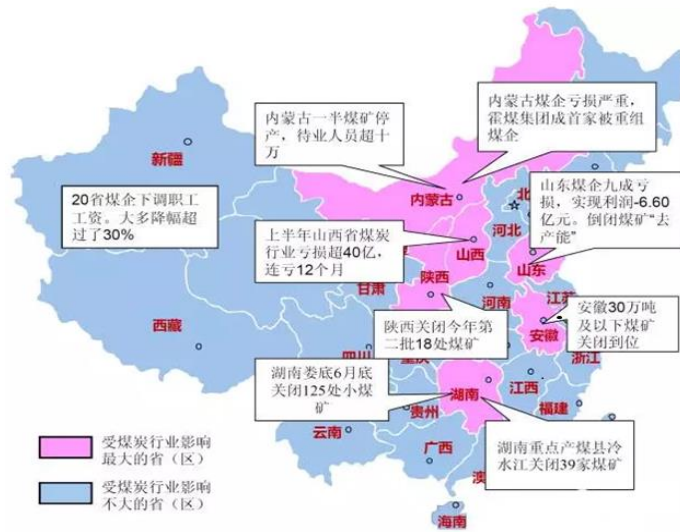 内蒙古一半煤矿停
产，待业人员超十
万
内蒙古煤企亏损严重，
霍煤集团成首家被重组
煤企
新疆
20省煤企下调职工
工资。大多降幅超
过了30%
内蒙古
北
河北
山东煤企九成亏
损，实现利润-6.60
亿元。倒闭煤矿“去
产能”
上半年山西省煤炭
行业亏损超40亿，
连亏12个月
山西
山东
陕西
甘肃
河南
江苏
陕西关闭今年第
二批18处煤矿
安徽
安徽30万吨
及以下煤矿
关闭到位
西藏
四川
重庆
浙江
湖南娄底6月底
关闭125处小煤
矿
湖南
江西
贵州
福建
云南
广西
湖南重点产煤县冷
水江关闭39家煤矿
澳
海南
受煤炭行业影响
最大的省（区）
受煤炭行业影响
不大的省（区）